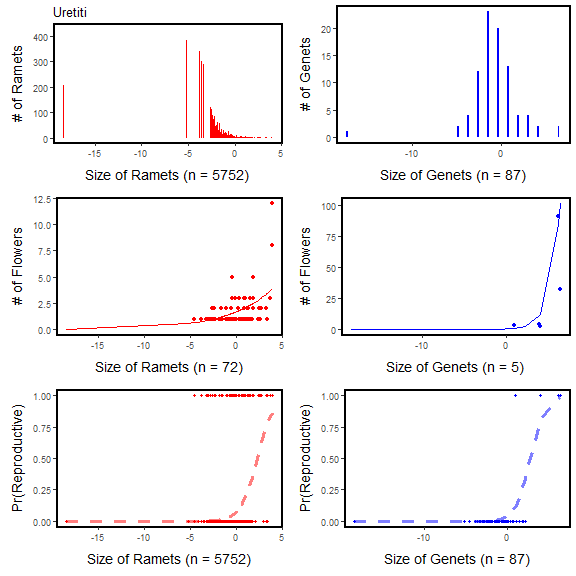 Uretiti
# of Ramets
400
300
200
100
0
-15 -10 -5 0 5
Size of Ramets (n = 5752)
# of Genets
20
15
10
5
0
-10 0
Size of Genets (n = 87)
# of Flowers
12.5
10.0
7.5
5.0
2.5
0.0
-15 -10 -5 0 5
Size of Ramets (n = 72)
# of Flowers
100
75
50
25
0
0
Size of Genets (n = 5)
Pr(Reproductive)
1.00
0.75
0.50
0.25
0.00
-15 -10 -5 0 5
Size of Ramets (n = 5752)
Pr(Reproductive)
1.00
0.75
0.50
0.25
0.00
-10 0
Size of Genets (n = 87)